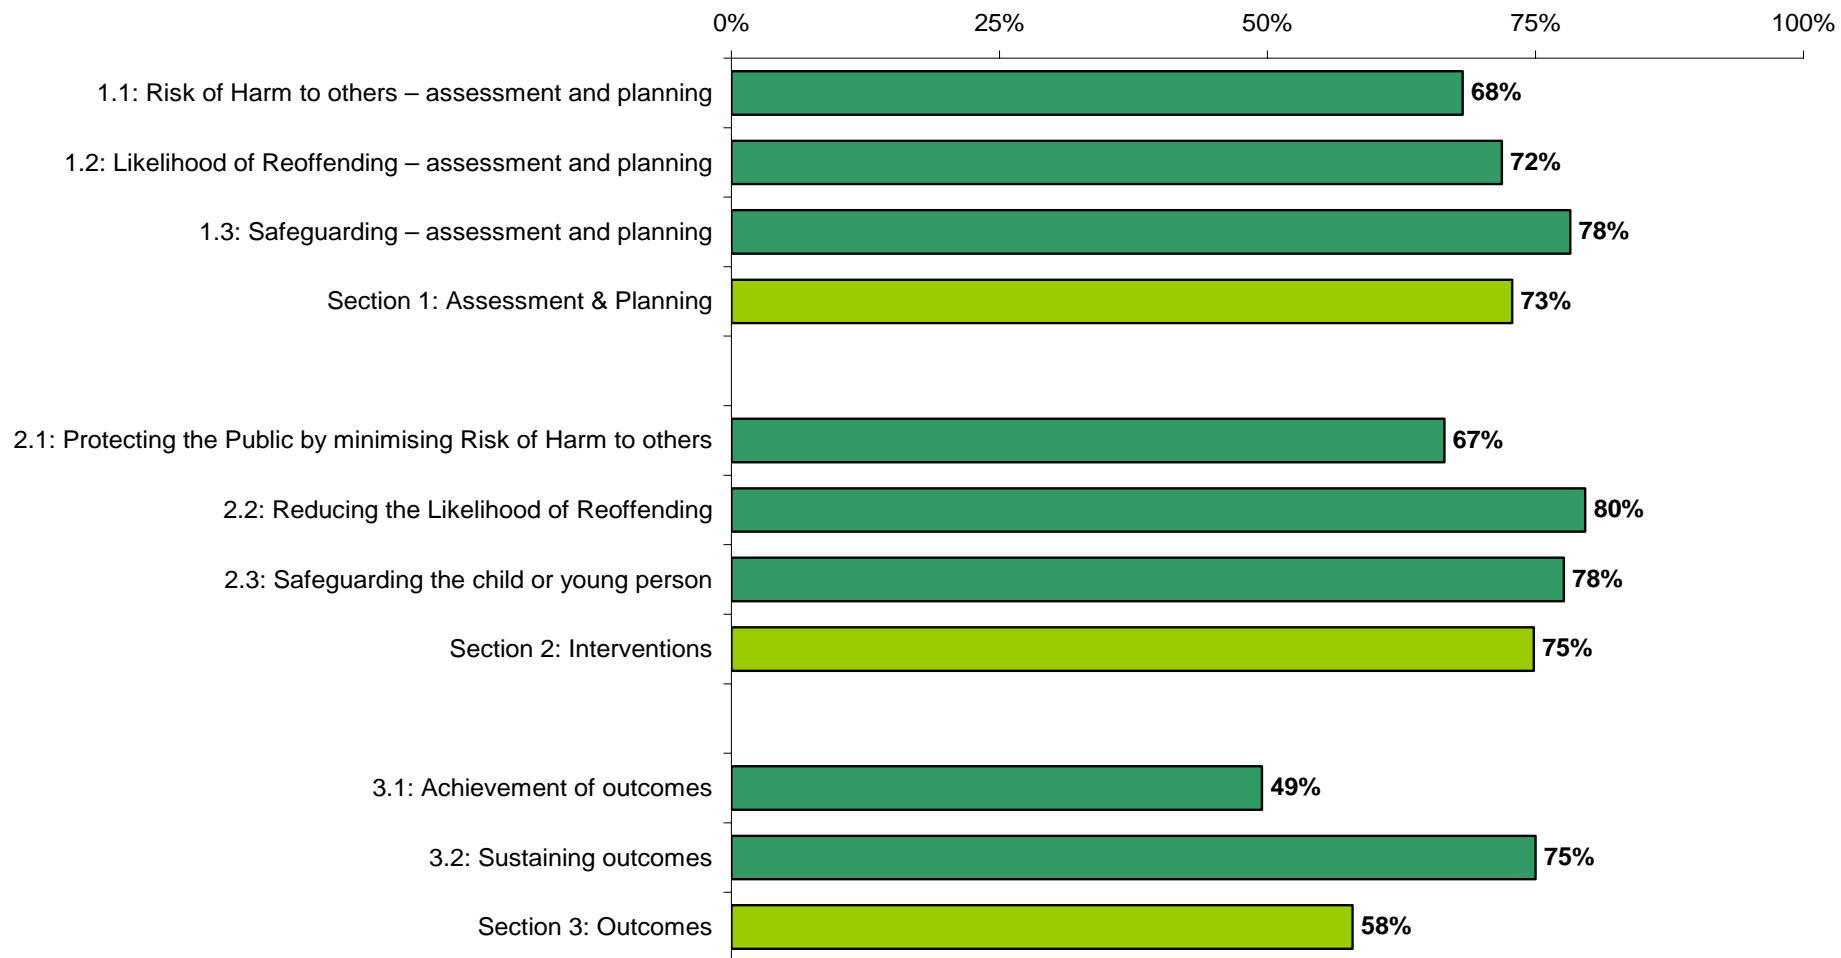 0% 25% 50% 75% 100%
1.1: Risk of Harm to others – assessment and planning 68%
1.2: Likelihood of Reoffending – assessment and planning 72%
1.3: Safeguarding – assessment and planning 78%
Section 1: Assessment & Planning 73%
2.1: Protecting the Public by minimising Risk of Harm to others 67%
2.2: Reducing the Likelihood of Reoffending 80%
2.3: Safeguarding the child or young person 78%
Section 2: Interventions 75%
3.1: Achievement of outcomes 49%
3.2: Sustaining outcomes 75%
Section 3: Outcomes 58%